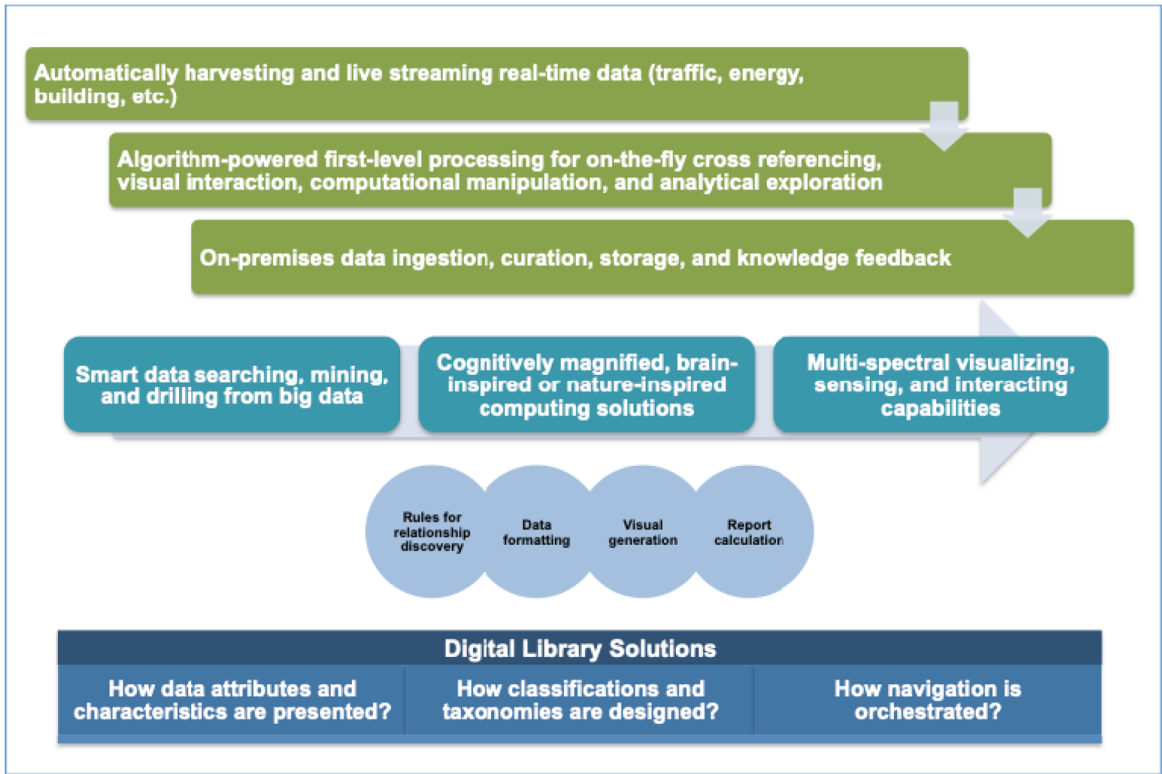 Automatically harvesting and live streaming real-time data (traffic, energy,
building, etc.)
Algorithm-powered first-level processing for on-the-fly cross referencing,
visual interaction, computational manipulation, and analytical exploration
On-premises data ingestion, curation, storage, and knowledge feedback
Smart data searching, mining,
and drilling from big data
Cognitively magnified, brain-
inspired or nature-inspired
computing solutions
Multi-spectral visualizing,
sensing, and interacting
capabilities
Rules for
relationship
discovery
Data
formatting
Visual
generation
Report
calculation
Digital Library Solutions
How data attributes and
characteristics are presented?
How classifications and
taxonomies are designed?
How navigation is
orchestrated?